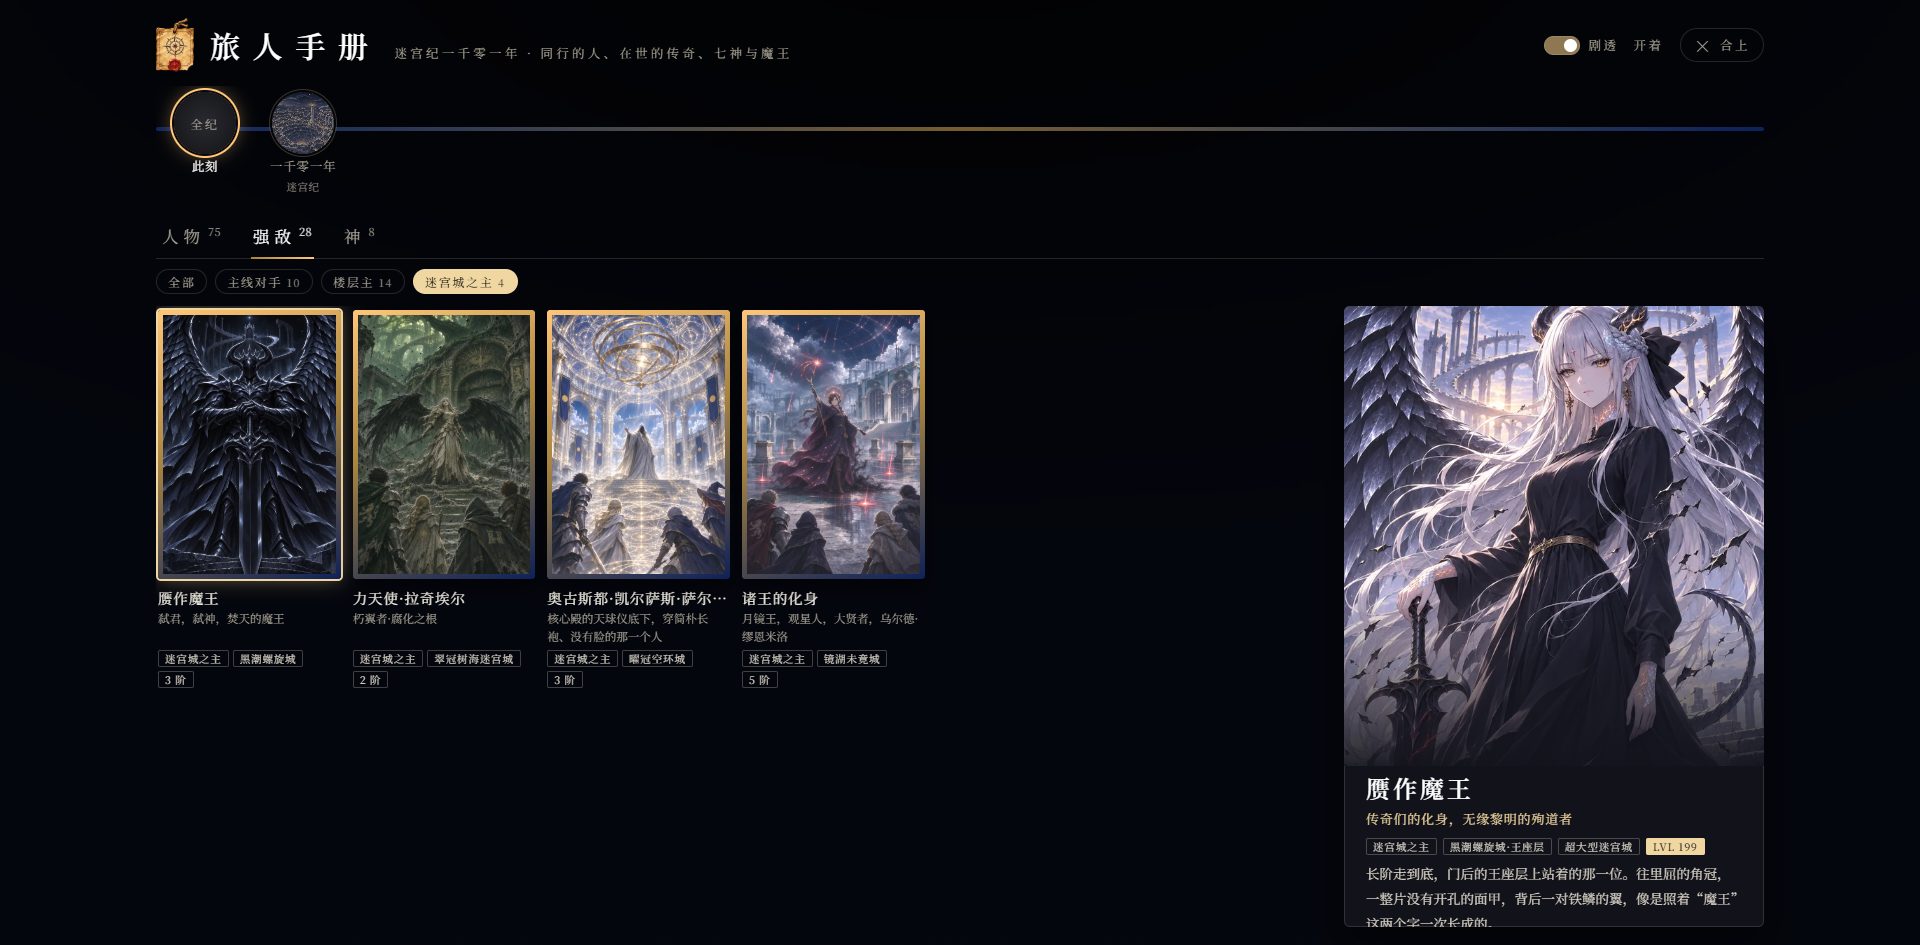 旅人手册
迷宫纪一千零一年 · 同行的人、在世的传奇、七神与魔王
剧透 开着
合上
全纪
此刻
一千零一年
迷宫纪
人物 75
强敌 28
神 8
全部
主线对手 10
楼层主 14
迷宫城之主 4
赝作魔王
弑君，弑神，焚天的魔王
迷宫城之主
黑潮螺旋城
3 阶
力天使·拉奇埃尔
朽翼者·腐化之根
迷宫城之主
翠冠树海迷宫城
2 阶
奥古斯都·凯尔萨斯·萨尔…
核心殿的天球仪底下，穿简朴长
袍、没有脸的那一个人
迷宫城之主
曜冠空环城
3 阶
诸王的化身
月镜王，观星人，大贤者，乌尔德·
缪恩米洛
迷宫城之主
镜湖未竟城
5 阶
赝作魔王
传奇们的化身，无缘黎明的殉道者
迷宫城之主
黑潮螺旋城·王座层
超大型迷宫城
LVL 199
长阶走到底，门后的王座层上站着的那一位。往里屈的角冠，
一整片没有开孔的面甲，背后一对铁鳞的翼，像是照着“魔王”
这两个字一次长成的。